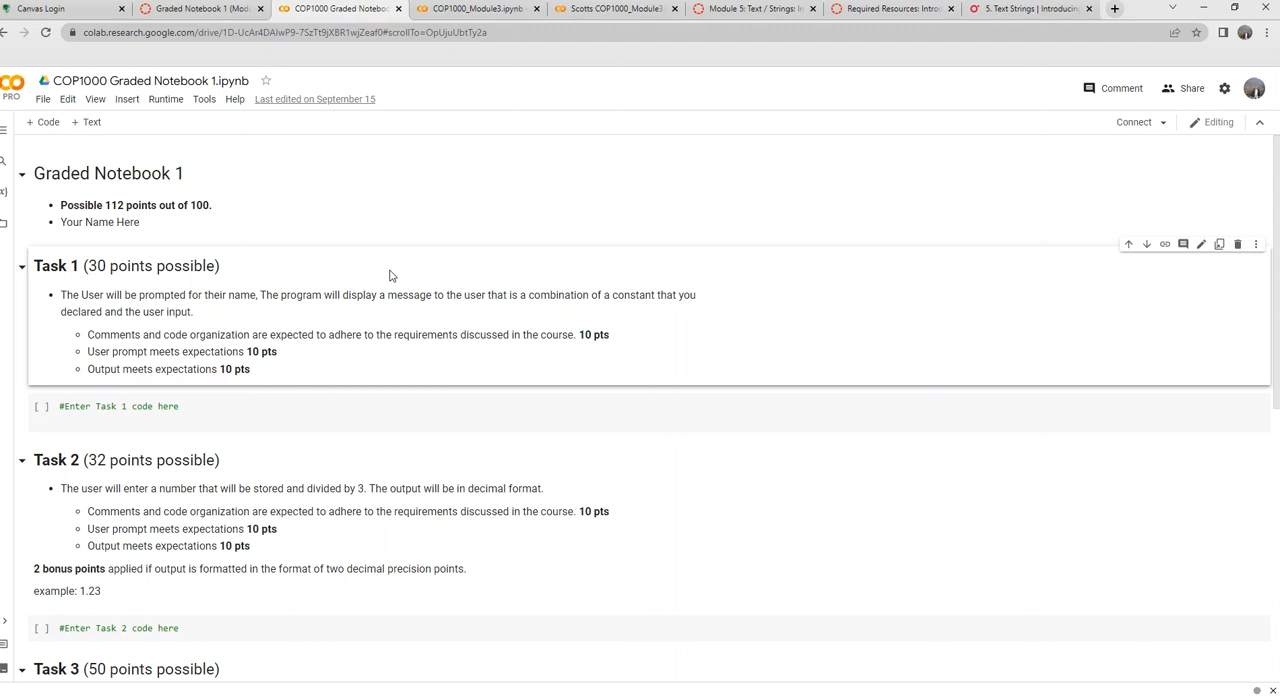 Canvas Login
Graded Notebook 1 (Mod
COP1000 Graded Notebo
COP1000_Module3.ipynb
Scotts COP1000_Module3
Module 5: Text / Strings: In
Required Resources: Intro
5. Text Strings | Introducin
colab.research.google.com/drive/1D-UcAr4DAIwP9-7SzTt9jXBR1wjZeaf0#scrollTo=OpUjuUbtTy2a
PRO
COP1000 Graded Notebook 1.ipynb
File Edit View Insert Runtime Tools Help Last edited on September 15
Comment Share
+ Code + Text
Connect Editing
Graded Notebook 1
• Possible 112 points out of 100.
• Your Name Here
Task 1 (30 points possible)
• The User will be prompted for their name, The program will display a message to the user that is a combination of a constant that you
declared and the user input.
◦ Comments and code organization are expected to adhere to the requirements discussed in the course. 10 pts
◦ User prompt meets expectations 10 pts
◦ Output meets expectations 10 pts
[ ] #Enter Task 1 code here
Task 2 (32 points possible)
• The user will enter a number that will be stored and divided by 3. The output will be in decimal format.
◦ Comments and code organization are expected to adhere to the requirements discussed in the course. 10 pts
◦ User prompt meets expectations 10 pts
◦ Output meets expectations 10 pts
2 bonus points applied if output is formatted in the format of two decimal precision points.
example: 1.23
[ ] #Enter Task 2 code here
Task 3 (50 points possible)